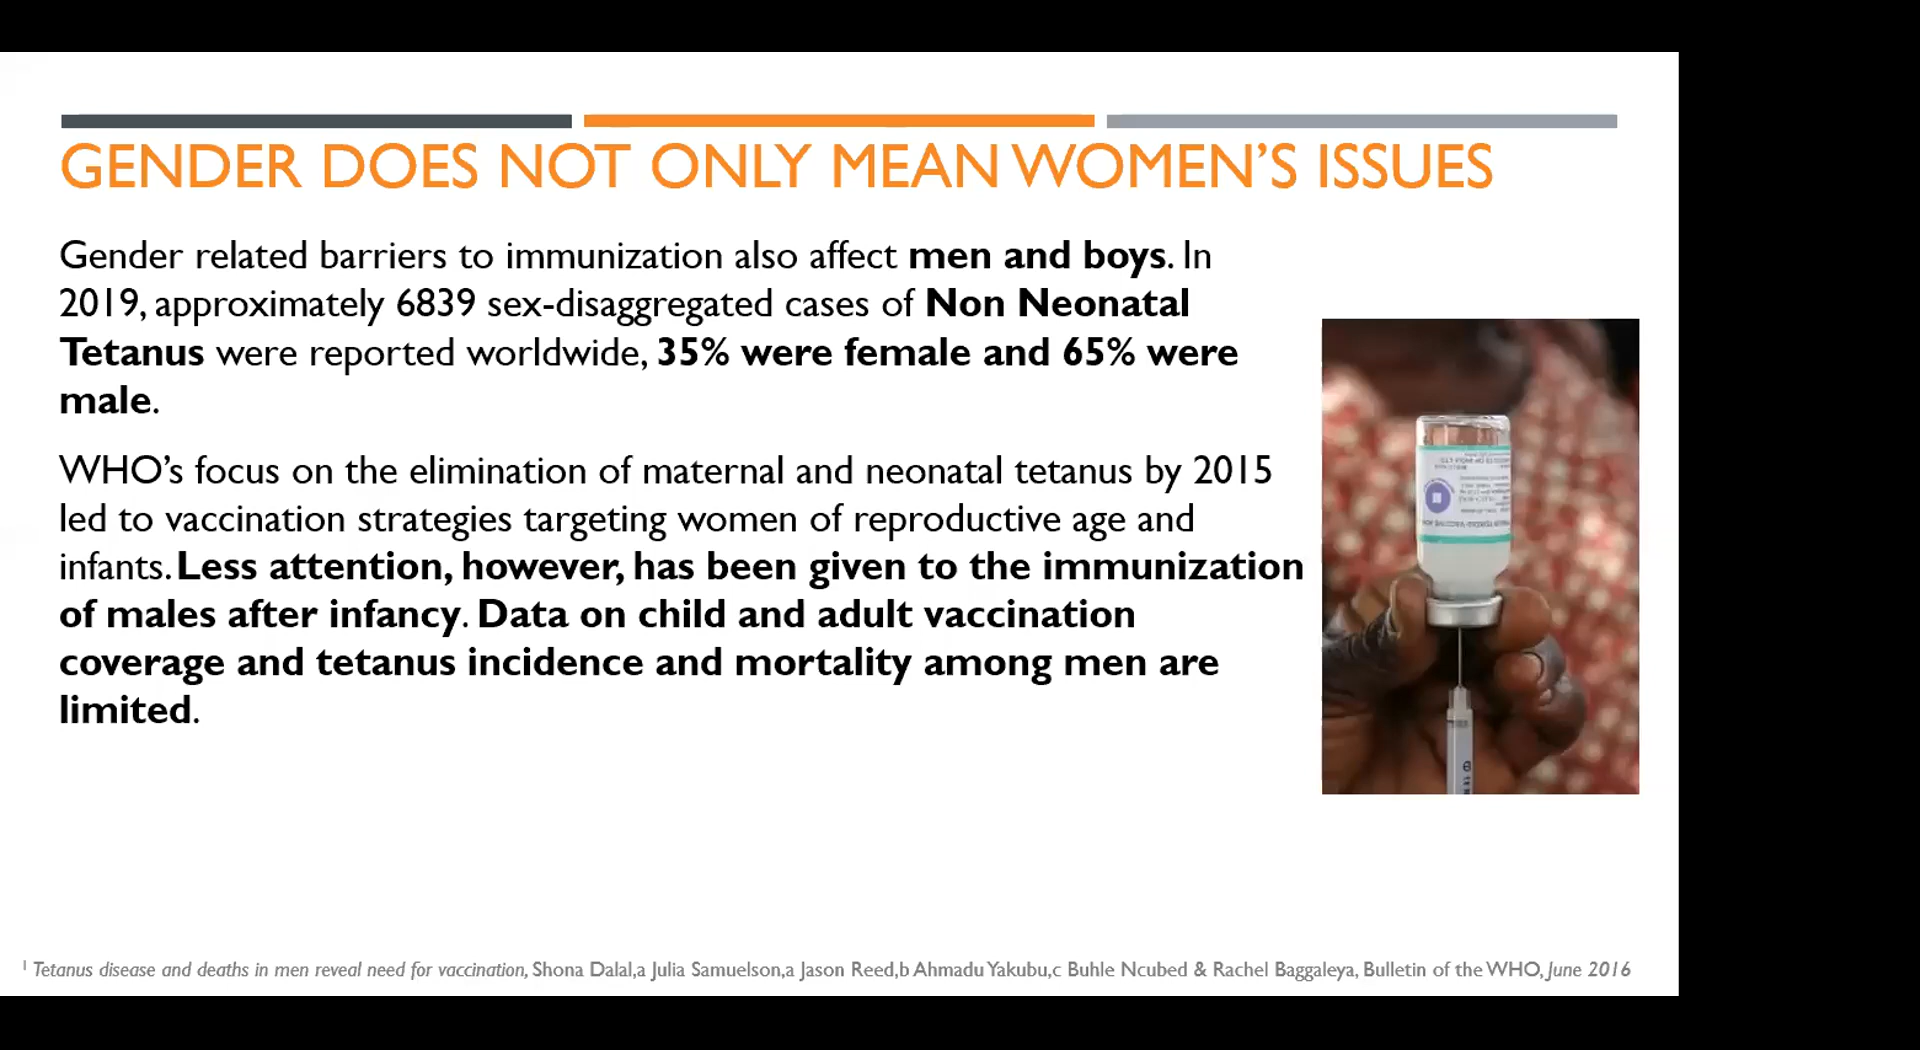 GENDER DOES NOT ONLY MEAN WOMEN'S ISSUES
Gender related barriers to immunization also affect men and boys. In
2019, approximately 6839 sex-disaggregated cases of Non Neonatal
Tetanus were reported worldwide, 35% were female and 65% were
male.
WHO's focus on the elimination of maternal and neonatal tetanus by 2015
led to vaccination strategies targeting women of reproductive age and
infants. Less attention, however, has been given to the immunization
of males after infancy. Data on child and adult vaccination
coverage and tetanus incidence and mortality among men are
limited.
1 Tetanus disease and deaths in men reveal need for vaccination, Shona Dalal,a Julia Samuelson,a Jason Reed,b Ahmadu Yakubu,c Buhle Ncubed & Rachel Baggaleya, Bulletin of the WHO, June 2016